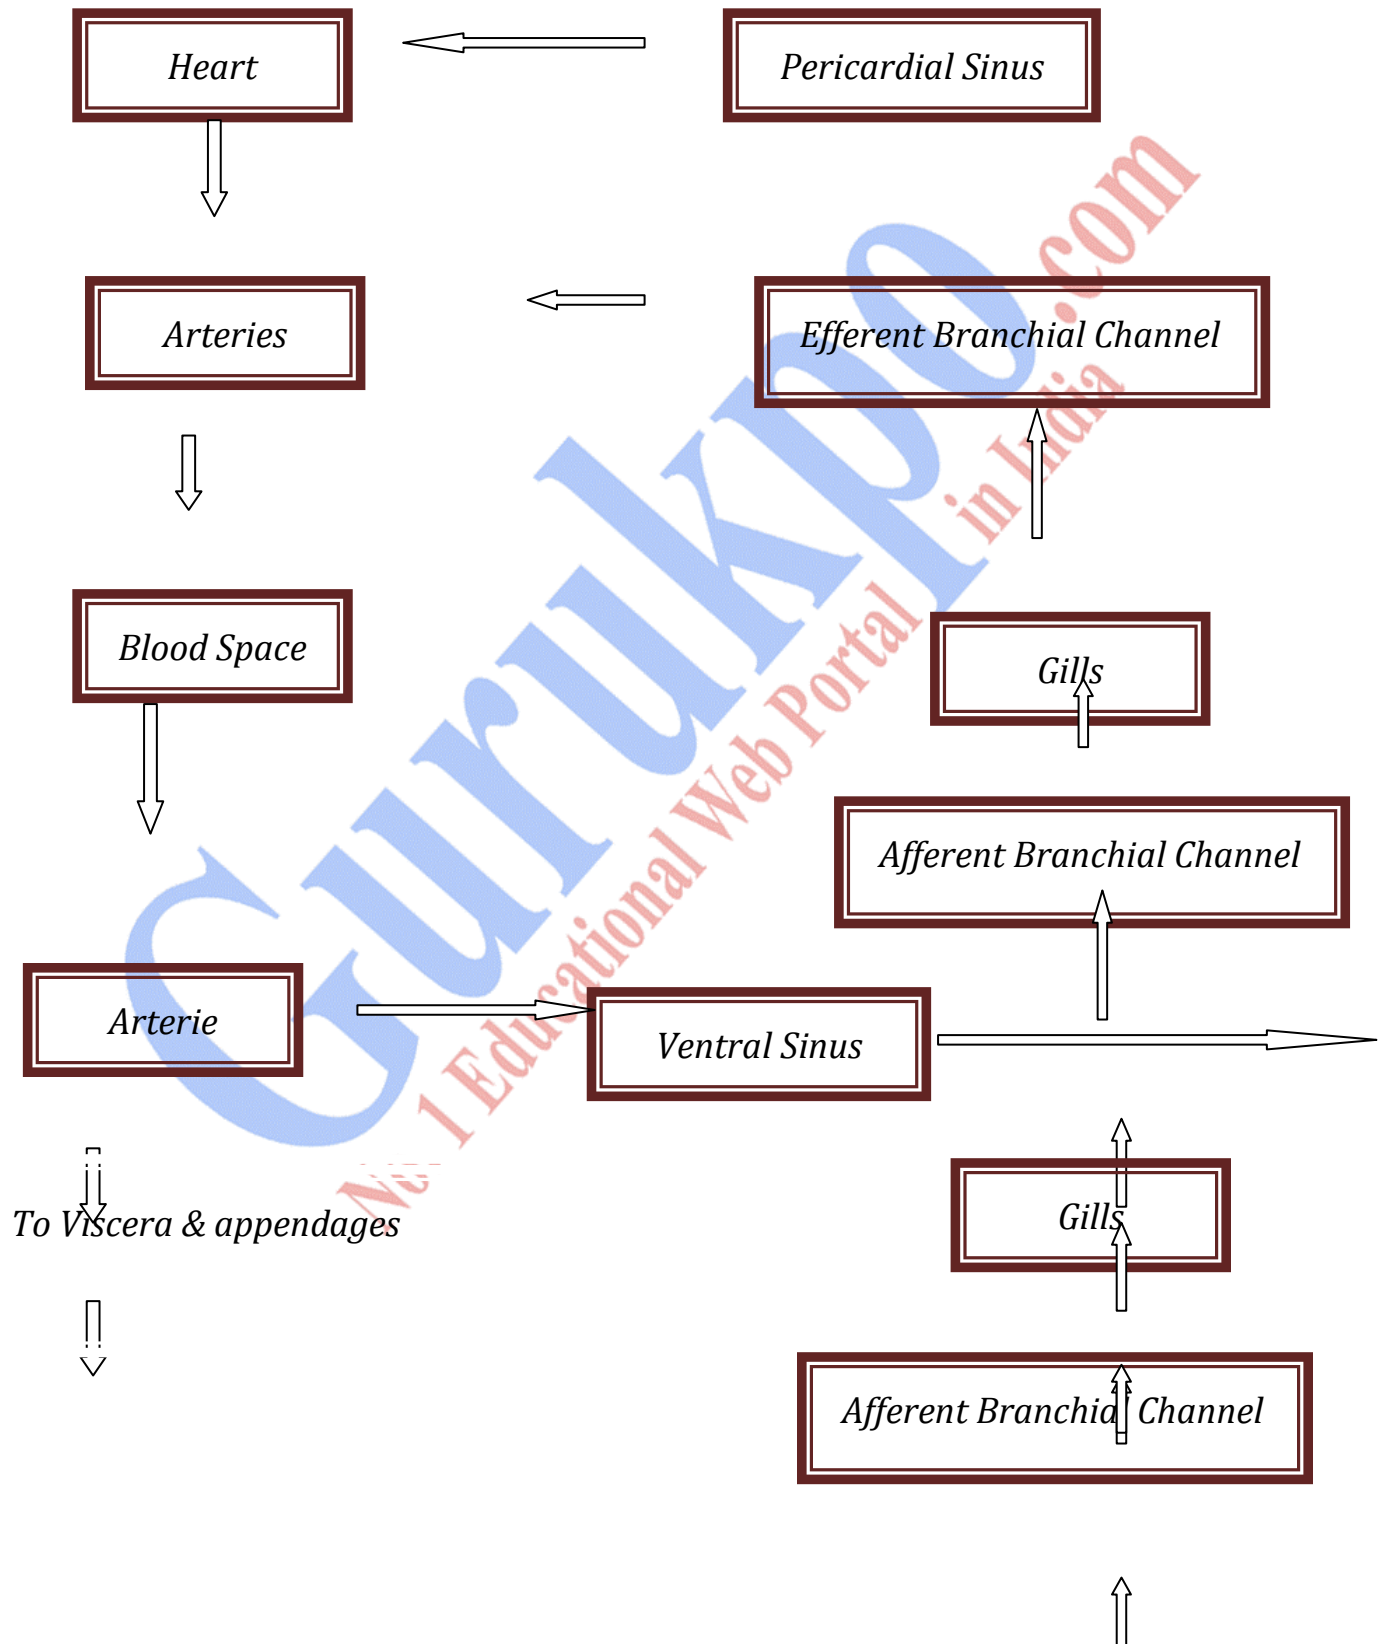 Heart
Pericardial Sinus
Arteries
Efferent Branchial Channel
Blood Space
Gills
Afferent Branchial Channel
Arterie
Ventral Sinus
To Viscera & appendages
Gills
Afferent Branchial Channel
Gurukpo.com
No. 1 Educational Web Portal in India